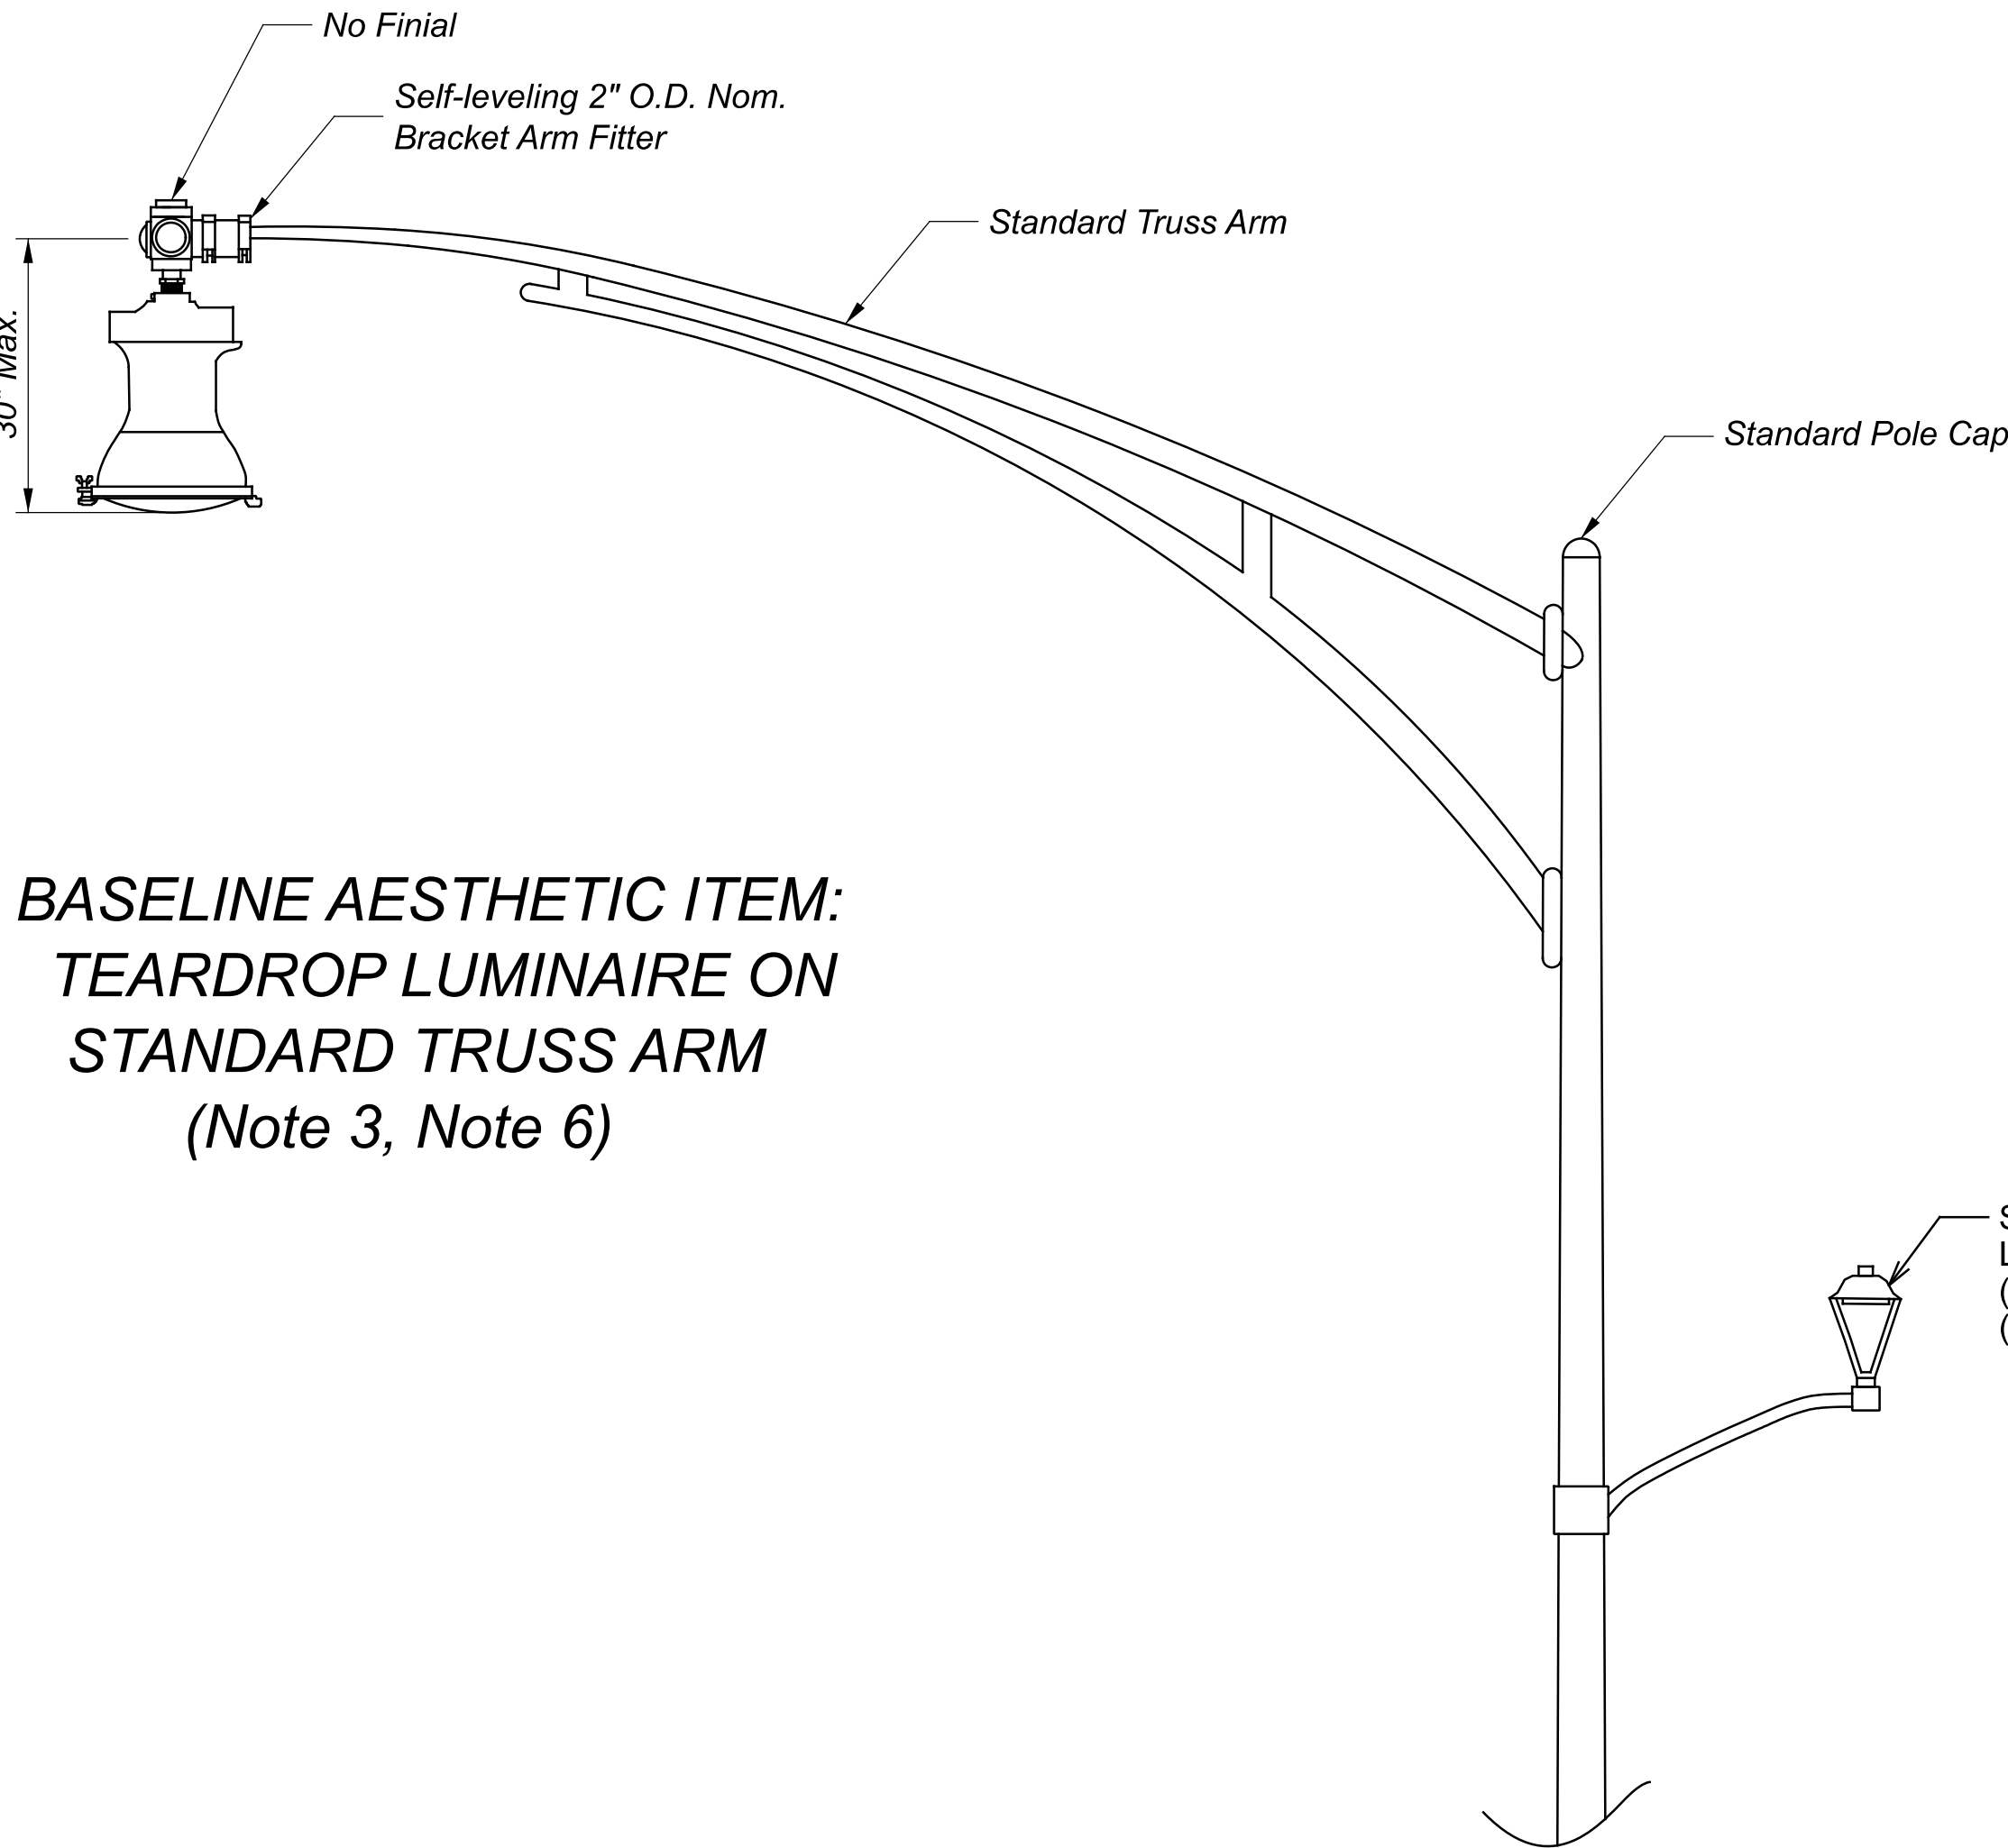 No Finial
Self-leveling 2" O.D. Nom.
Bracket Arm Fitter
Standard Truss Arm
30" Max.
Standard Pole Cap
BASELINE AESTHETIC ITEM:
TEARDROP LUMINAIRE ON
STANDARD TRUSS ARM
(Note 3, Note 6)